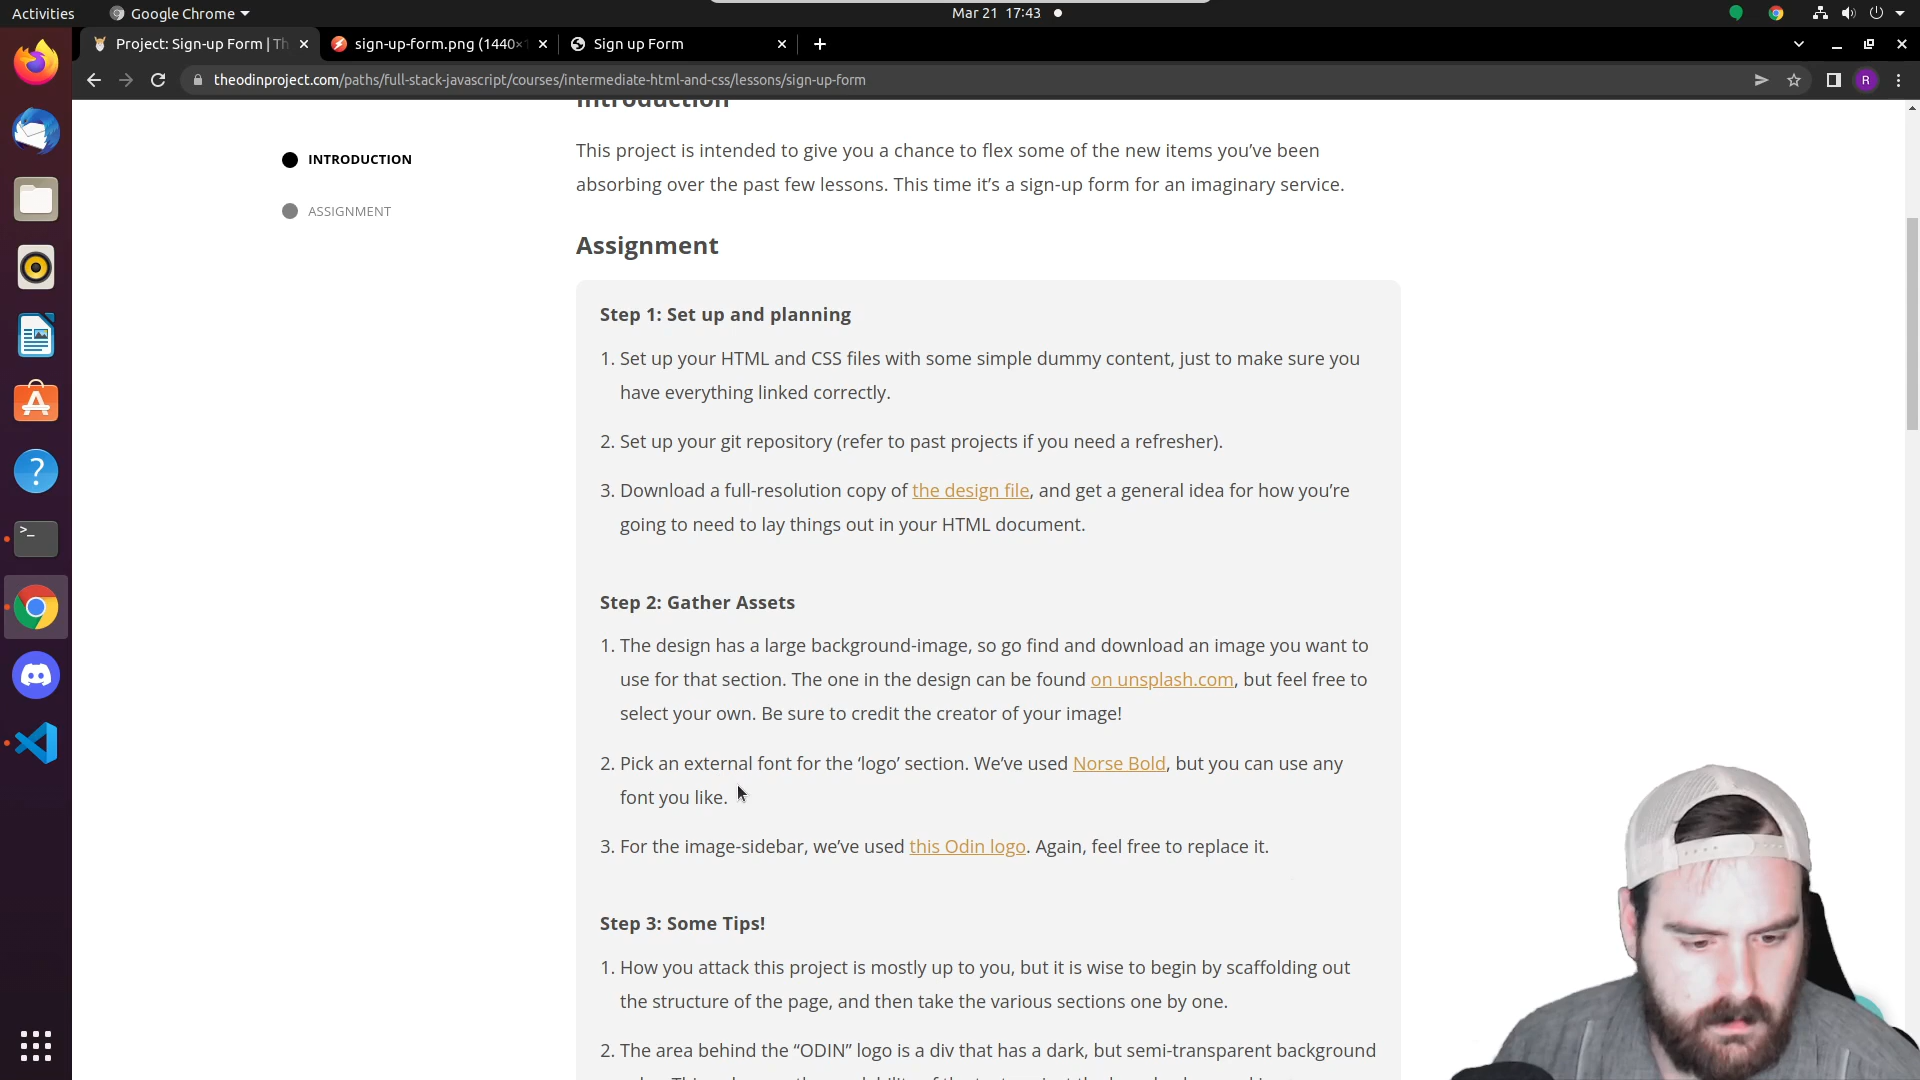 Activities
Google Chrome
Mar 21 17:43
Project: Sign-up Form | Th
sign-up-form.png (1440×1
Sign up Form
theodinproject.com/paths/full-stack-javascript/courses/intermediate-html-and-css/lessons/sign-up-form
R
Introduction
INTRODUCTION
ASSIGNMENT
This project is intended to give you a chance to flex some of the new items you’ve been
absorbing over the past few lessons. This time it’s a sign-up form for an imaginary service.
Assignment
Step 1: Set up and planning
1. Set up your HTML and CSS files with some simple dummy content, just to make sure you
have everything linked correctly.
2. Set up your git repository (refer to past projects if you need a refresher).
3. Download a full-resolution copy of the design file, and get a general idea for how you’re
going to need to lay things out in your HTML document.
Step 2: Gather Assets
1. The design has a large background-image, so go find and download an image you want to
use for that section. The one in the design can be found on unsplash.com, but feel free to
select your own. Be sure to credit the creator of your image!
2. Pick an external font for the ‘logo’ section. We’ve used Norse Bold, but you can use any
font you like.
3. For the image-sidebar, we’ve used this Odin logo. Again, feel free to replace it.
Step 3: Some Tips!
1. How you attack this project is mostly up to you, but it is wise to begin by scaffolding out
the structure of the page, and then take the various sections one by one.
2. The area behind the “ODIN” logo is a div that has a dark, but semi-transparent background